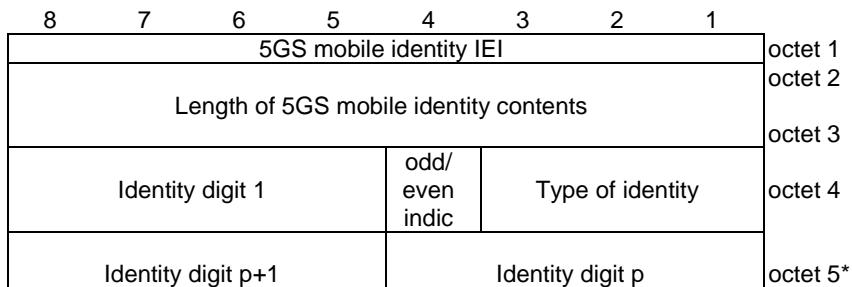 8 7 6 5 4 3 2 1
5GS mobile identity IEI octet 1
octet 2
Length of 5GS mobile identity contents
octet 3
odd/
Identity digit 1 even Type of identity octet 4
indic
Identity digit p+1 Identity digit p octet 5*